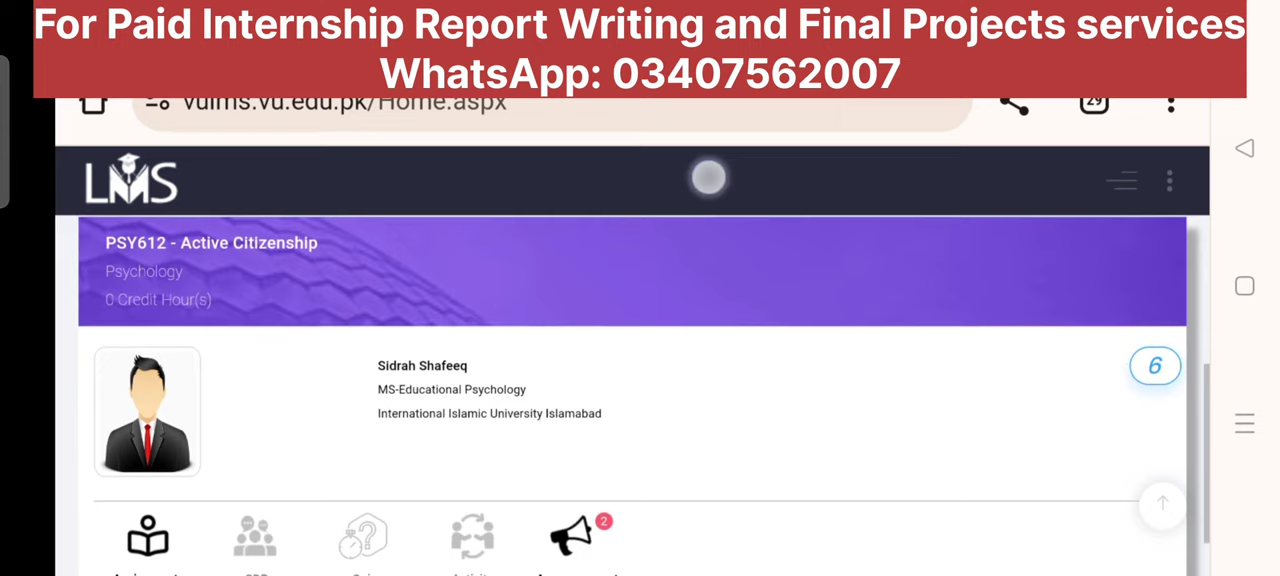 For Paid Internship Report Writing and Final Projects services
WhatsApp: 03407562007
vulms.vu.edu.pk/Home.aspx
29
LMS
PSY612 - Active Citizenship
Psychology
0 Credit Hour(s)
Sidrah Shafeeq
6
MS-Educational Psychology
International Islamic University Islamabad
2